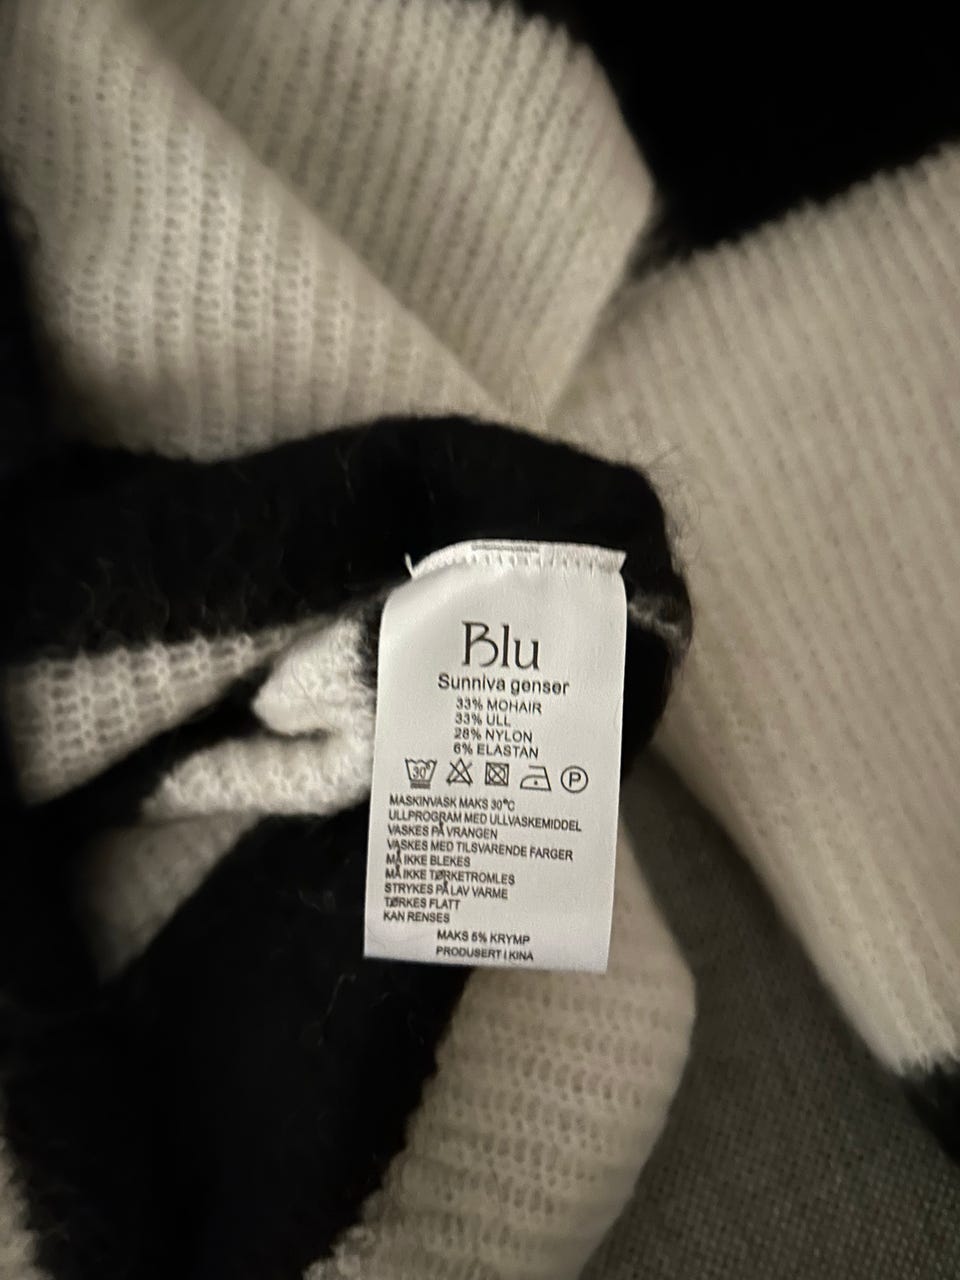 Blu
Sunniva genser
33% MOHAIR
33% ULL
28% NYLON
6% ELASTAN
30° P
MASKINVASK MAKS 30°C
ULLPROGRAM MED ULLVASKEMIDDEL
VASKES PÅ VRANGEN
VASKES MED TILSVARENDE FARGER
MÅ IKKE BLEKES
MÅ IKKE TØRKETROMLES
STRYKES PÅ LAV VARME
TØRKES FLATT
KAN RENSES
MAKS 5% KRYMP
PRODUSERT I KINA